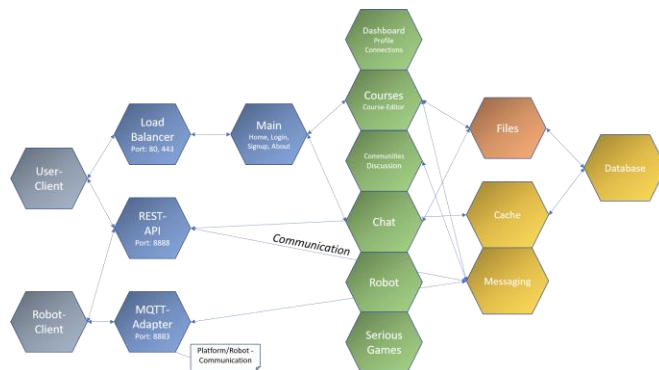 Dashboard
Profile
Connections
Courses
Course-Editor
Load
Balancer
Port: 80, 443
Main
Home, Login,
Signup, About
Files
User-
Client
Communities
Discussion
Database
REST-
API
Port: 8888
Chat
Cache
Communication
Robot
Messaging
Robot-
Client
MQTT-
Adapter
Port: 8883
Serious
Games
Platform/Robot -
Communication